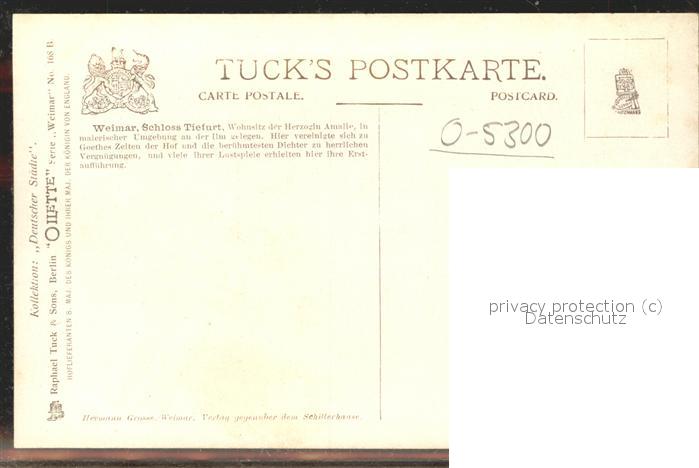 TUCK'S POSTKARTE.
CARTE POSTALE. POSTCARD.
Weimar, Schloss Tiefurt, Wohnsitz der Herzogin Amalie, in
malerischer Umgebung an der Ilm gelegen. Hier vereinigte sich zu
Goethes Zeiten der Hof und die berühmtesten Dichter zu herrlichen
Vergnügungen, und viele ihrer Lustspiele erhielten hier ihre Erst-
aufführung.
O-5300
Kollektion: „Deutscher Städte".
Raphael Tuck & Sons, Berlin "OILETTE" Serie „Weimar" No. 168 B.
HOFLIEFERANTEN S. MAJ. DES KÖNIGS UND IHRER MAJ. DER KÖNIGIN VON ENGLAND.
Hermann Grosse, Weimar, Verlag gegenüber dem Schillerhause.
privacy protection (c)
Datenschutz